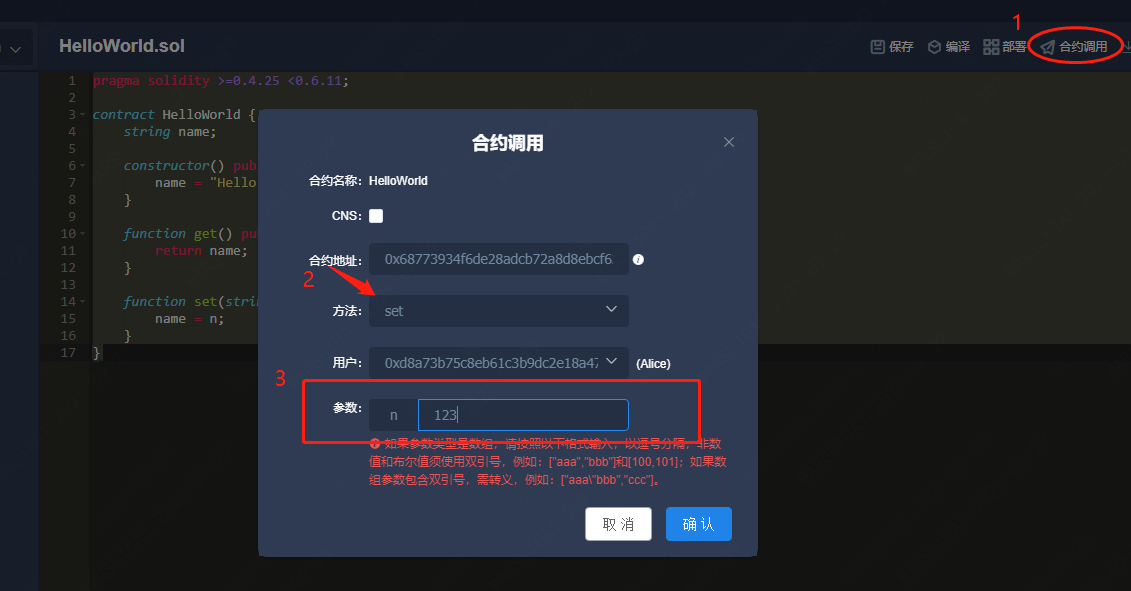 1
HelloWorld.sol
保存 编译 部署 合约调用
1 pragma solidity >=0.4.25 <0.6.11;
2
3 contract HelloWorld {
4 string name;
5
6 constructor() pub
7 name = "Hello
8 }
9
10 function get() pu
11 return name;
12 }
13
14 function set(stri
15 name = n;
16 }
17 }
合约调用
合约名称: HelloWorld
CNS:
合约地址: 0x68773934f6de28adcb72a8d8ebcf6
2
方法: set
用户: 0xd8a73b75c8eb61c3b9dc2e18a47 (Alice)
3
参数: n 123
如果参数类型是数组，请按照以下格式输入，以逗号分隔，非数
值和布尔值须使用双引号，例如：["aaa","bbb"]和[100,101]；如果数
组参数包含双引号，需转义，例如：["aaa\"bbb","ccc"]。
取消 确认